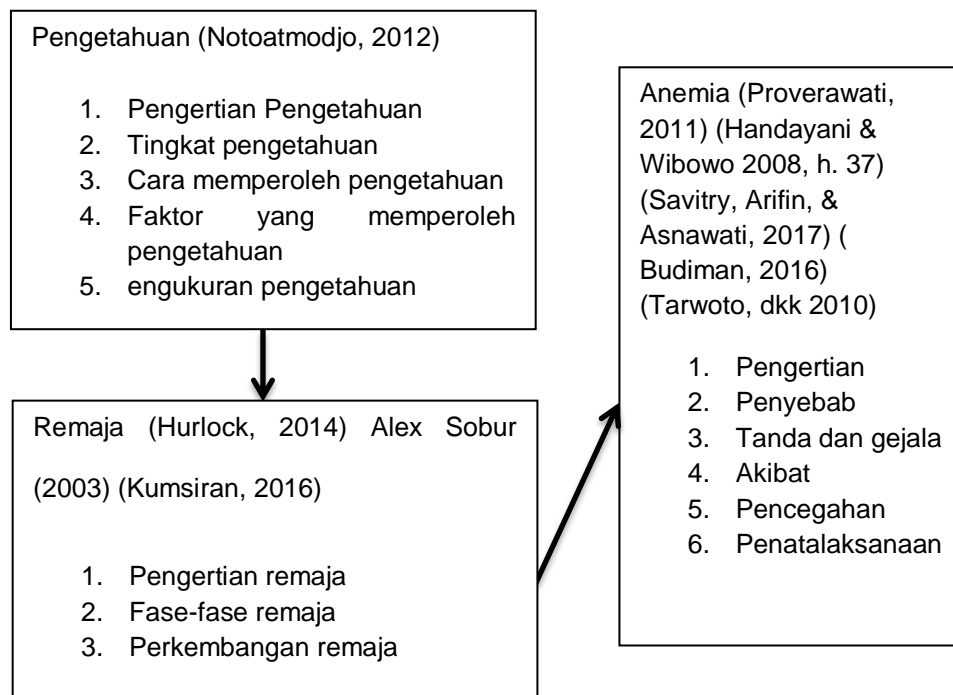 Pengetahuan (Notoatmodjo, 2012)
1. Pengertian Pengetahuan
2. Tingkat pengetahuan
3. Cara memperoleh pengetahuan
4. Faktor yang memperoleh
pengetahuan
5. engukuran pengetahuan
Remaja (Hurlock, 2014) Alex Sobur
(2003) (Kumsiran, 2016)
1. Pengertian remaja
2. Fase-fase remaja
3. Perkembangan remaja
Anemia (Proverawati,
2011) (Handayani &
Wibowo 2008, h. 37)
(Savitry, Arifin, &
Asnawati, 2017) (
Budiman, 2016)
(Tarwoto, dkk 2010)
1. Pengertian
2. Penyebab
3. Tanda dan gejala
4. Akibat
5. Pencegahan
6. Penatalaksanaan